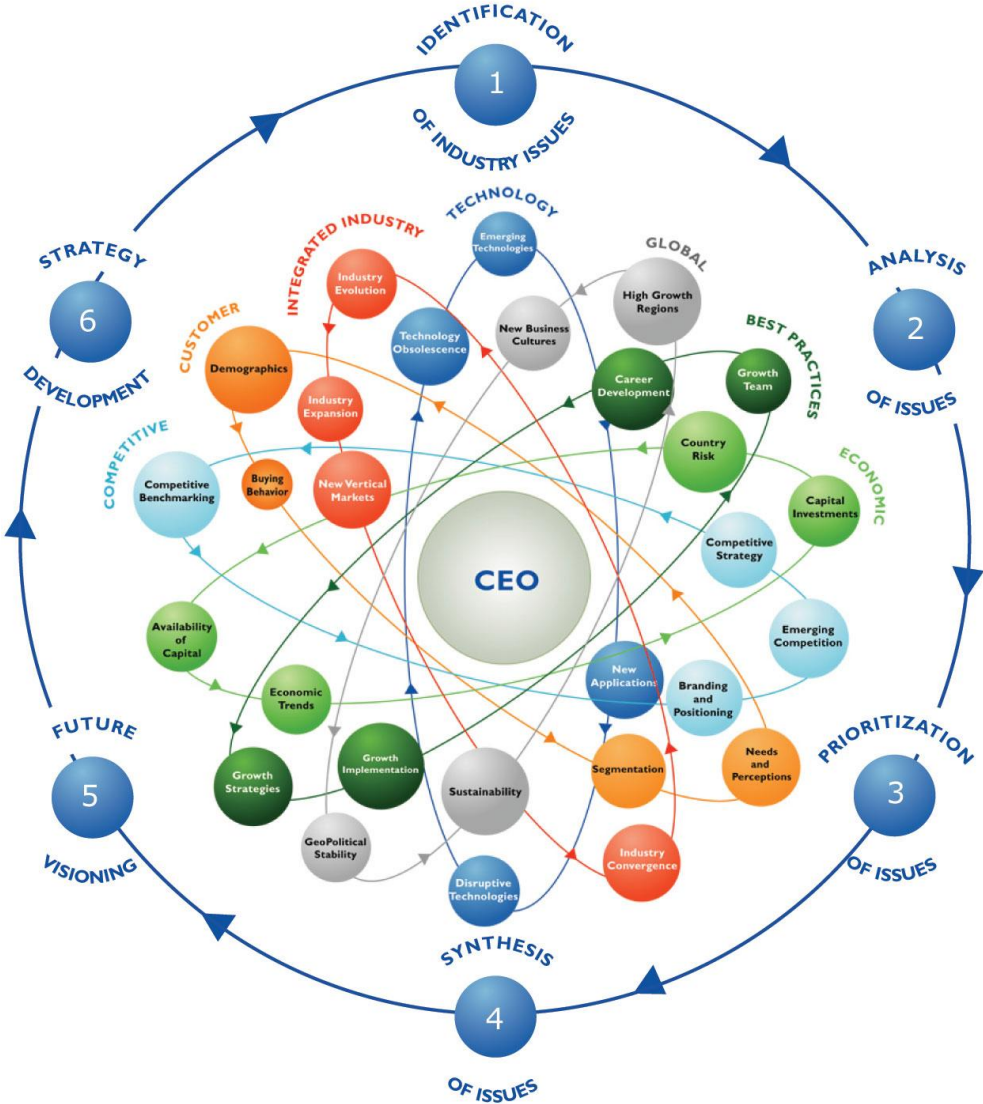 IDENTIFICATION
1
OF INDUSTRY ISSUES
ANALYSIS
2
OF ISSUES
PRIORITIZATION
3
OF ISSUES
SYNTHESIS
4
OF ISSUES
FUTURE
5
VISIONING
STRATEGY
6
DEVELOPMENT
TECHNOLOGY
Emerging
Technologies
Technology
Obsolescence
New
Applications
Disruptive
Technologies
INTEGRATED INDUSTRY
Industry
Evolution
Industry
Expansion
New Vertical
Markets
Industry
Convergence
GLOBAL
High Growth
Regions
New Business
Cultures
GeoPolitical
Stability
Sustainability
CUSTOMER
Demographics
Buying
Behavior
Segmentation
Needs
and
Perceptions
BEST PRACTICES
Career
Development
Growth
Team
Growth
Strategies
Growth
Implementation
COMPETITIVE
Competitive
Benchmarking
Competitive
Strategy
Emerging
Competition
Branding
and
Positioning
ECONOMIC
Country
Risk
Capital
Investments
Availability
of
Capital
Economic
Trends
CEO